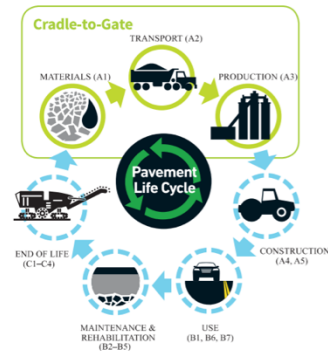 Cradle-to-Gate
TRANSPORT (A2)
MATERIALS (A1)
PRODUCTION (A3)
Pavement
Life Cycle
END OF LIFE
(C1–C4)
CONSTRUCTION
(A4, A5)
MAINTENANCE &
REHABILITATION
(B2–B5)
USE
(B1, B6, B7)